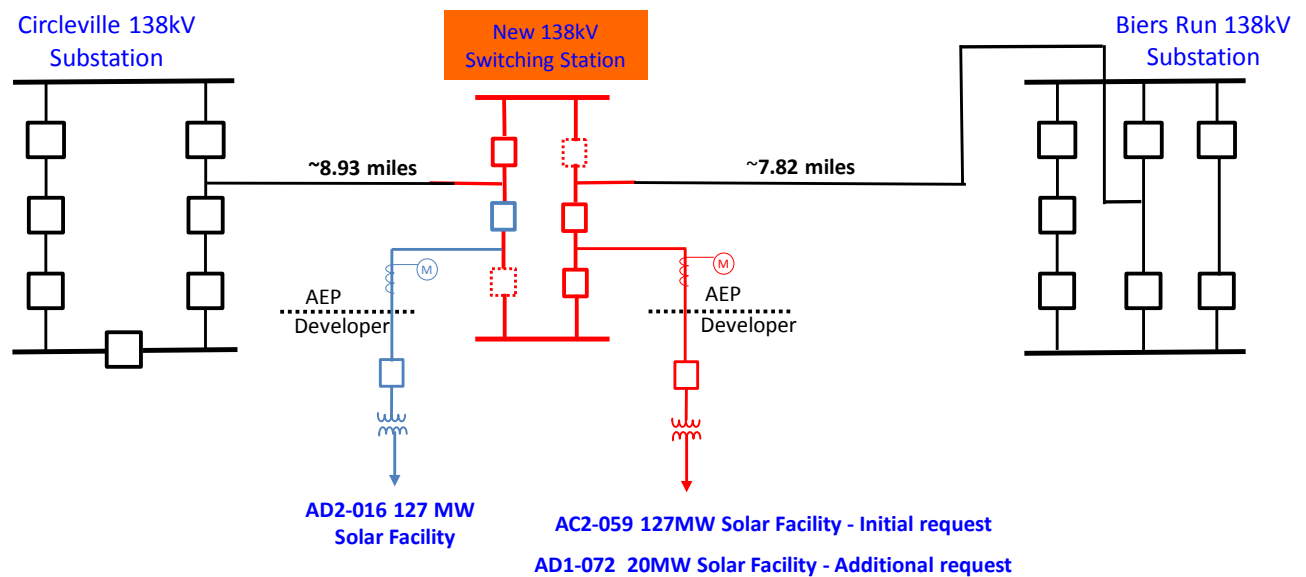 Circleville 138kV
Substation
New 138kV
Switching Station
Biers Run 138kV
Substation
~8.93 miles
~7.82 miles
M
M
AEP
Developer
AEP
Developer
AD2-016 127 MW
Solar Facility
AC2-059 127MW Solar Facility - Initial request
AD1-072 20MW Solar Facility - Additional request